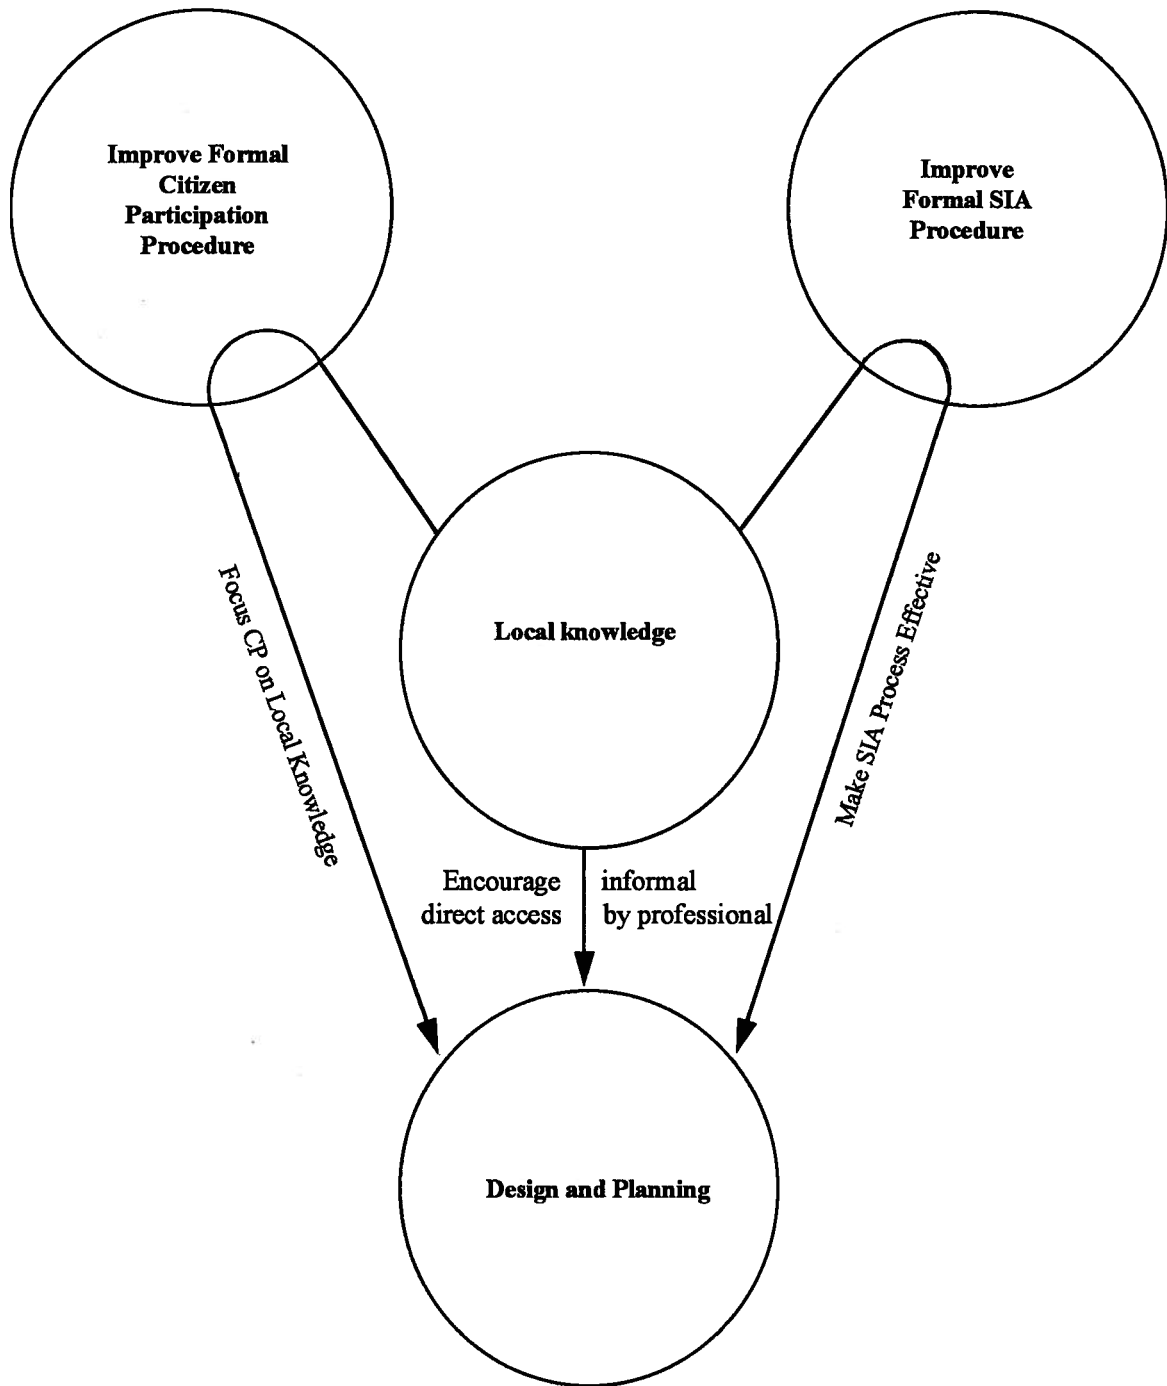 Improve Formal
Citizen
Participation
Procedure
Improve
Formal SIA
Procedure
Focus CP on Local Knowledge
Local knowledge
Make SIA Process Effective
Encourage informal
direct access by professional
Design and Planning